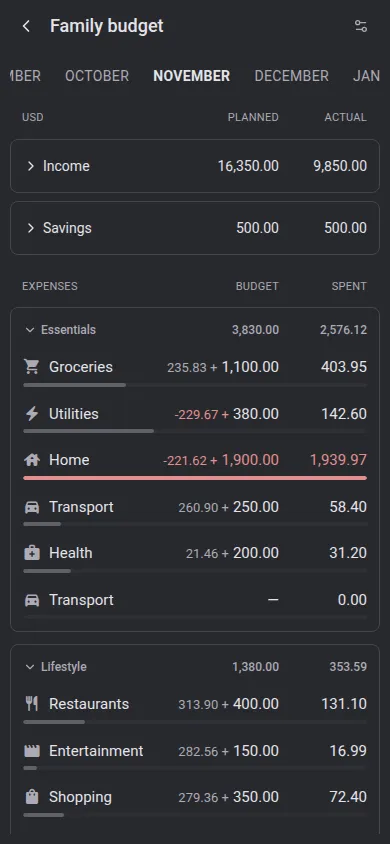 Family budget
MBER OCTOBER NOVEMBER DECEMBER JAN
USD PLANNED ACTUAL
Income 16,350.00 9,850.00
Savings 500.00 500.00
EXPENSES BUDGET SPENT
Essentials 3,830.00 2,576.12
Groceries 235.83 + 1,100.00 403.95
Utilities -229.67 + 380.00 142.60
Home -221.62 + 1,900.00 1,939.97
Transport 260.90 + 250.00 58.40
Health 21.46 + 200.00 31.20
Transport — 0.00
Lifestyle 1,380.00 353.59
Restaurants 313.90 + 400.00 131.10
Entertainment 282.56 + 150.00 16.99
Shopping 279.36 + 350.00 72.40